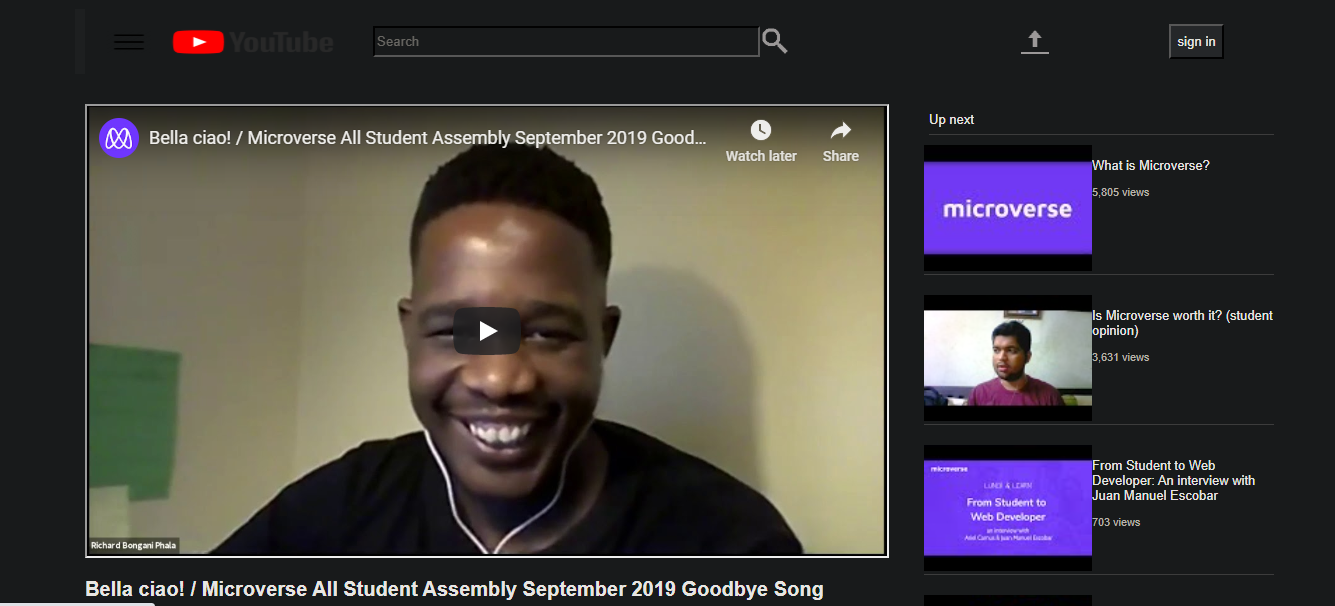 YouTube
Search
sign in
Bella ciao! / Microverse All Student Assembly September 2019 Good...
Watch later
Share
Richard Bongani Phala
Bella ciao! / Microverse All Student Assembly September 2019 Goodbye Song
Up next
What is Microverse?
5,805 views
microverse
Is Microverse worth it? (student
opinion)
3,631 views
From Student to Web
Developer: An interview with
Juan Manuel Escobar
703 views
microverse
LUNCH & LEARN
From Student to
Web Developer
an interview with
Ariel Camus & Juan Manuel Escobar